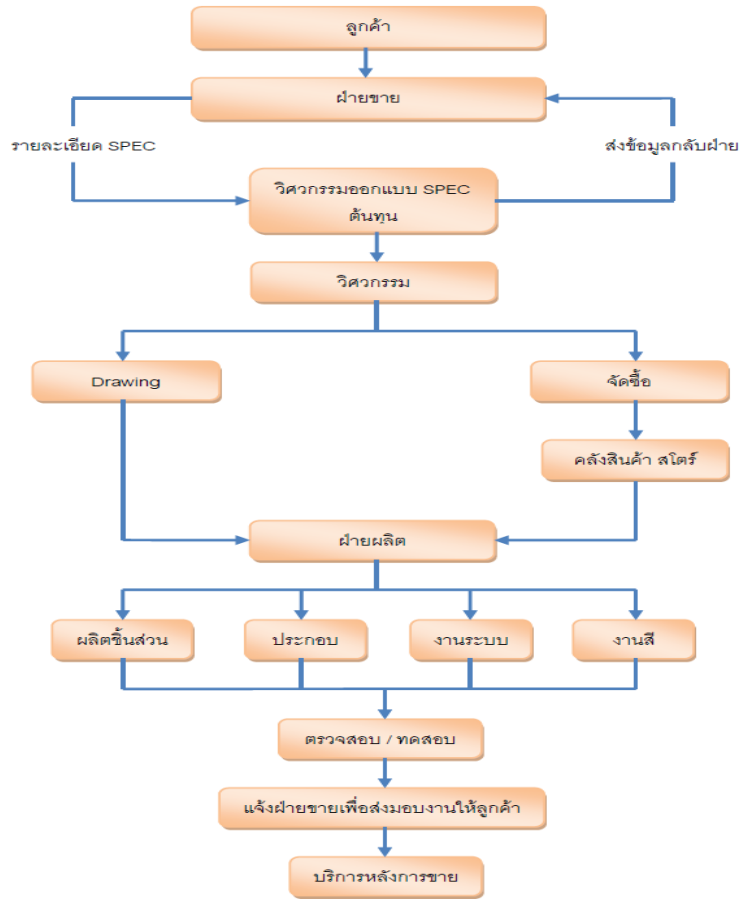 ลูกค้า
ฝ่ายขาย
รายละเอียด SPEC
ส่งข้อมูลกลับฝ่าย
วิศวกรรมออกแบบ SPEC
ต้นทุน
วิศวกรรม
Drawing
จัดซื้อ
คลังสินค้า สโตร์
ฝ่ายผลิต
ผลิตชิ้นส่วน
ประกอบ
งานระบบ
งานสี
ตรวจสอบ / ทดสอบ
แจ้งฝ่ายขายเพื่อส่งมอบงานให้ลูกค้า
บริการหลังการขาย